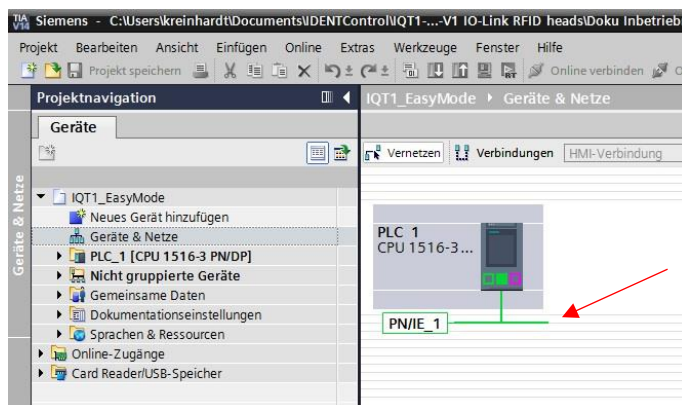 TIA V14 Siemens - C:\Users\kreinhardt\Documents\IDENTControl\IQT1-...-V1 IO-Link RFID heads\Doku Inbetrieb
Projekt Bearbeiten Ansicht Einfügen Online Extras Werkzeuge Fenster Hilfe
Projekt speichern Online verbinden
Projektnavigation
IQT1_EasyMode Geräte & Netze
Geräte
Vernetzen Verbindungen HMI-Verbindung
Geräte & Netze
IQT1_EasyMode
Neues Gerät hinzufügen
Geräte & Netze
PLC_1 [CPU 1516-3 PN/DP]
Nicht gruppierte Geräte
Gemeinsame Daten
Dokumentationseinstellungen
Sprachen & Ressourcen
Online-Zugänge
Card Reader/USB-Speicher
PLC_1
CPU 1516-3...
PN/IE_1